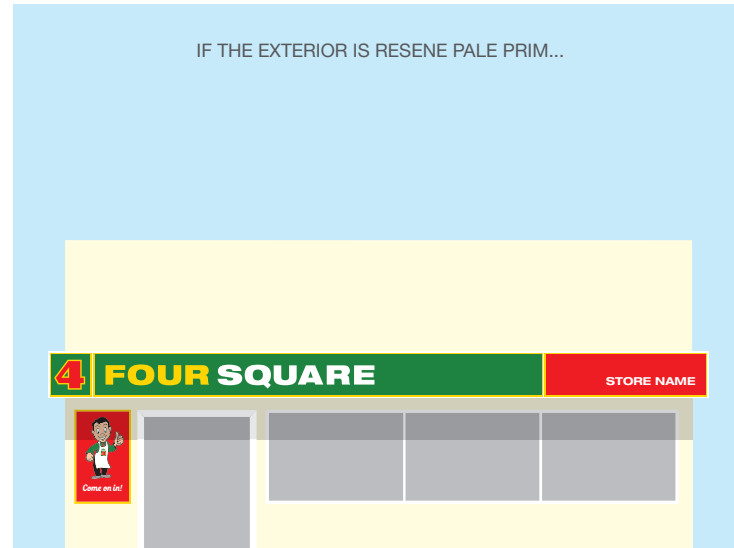 IF THE EXTERIOR IS RESENE PALE PRIM...
4 FOUR SQUARE
STORE NAME
Come on in!